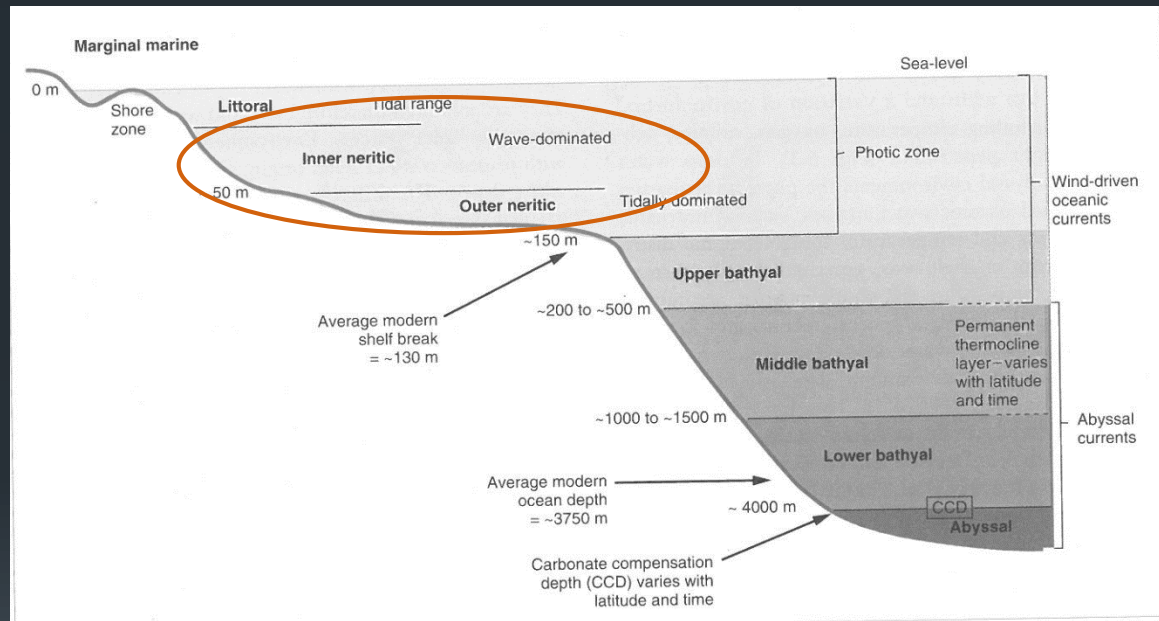 Marginal marine
Sea-level
0 m
Shore
zone
Littoral
Tidal range
Wave-dominated
Inner neritic
Photic zone
50 m
Outer neritic
Tidally dominated
Wind-driven
oceanic
currents
~150 m
Upper bathyal
Average modern
shelf break
= ~130 m
~200 to ~500 m
Permanent
thermocline
layer–varies
with latitude
and time
Middle bathyal
~1000 to ~1500 m
Abyssal
currents
Lower bathyal
Average modern
ocean depth
= ~3750 m
~ 4000 m
CCD
Abyssal
Carbonate compensation
depth (CCD) varies with
latitude and time